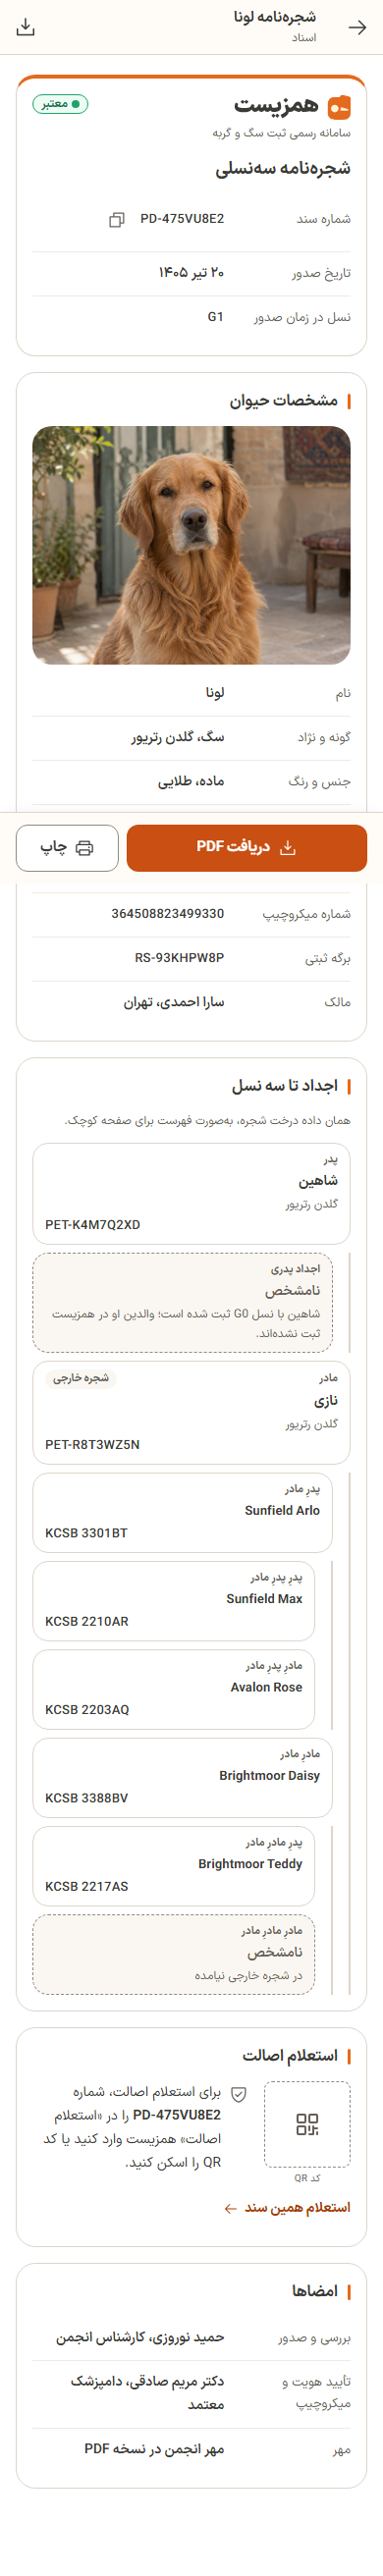 شجره‌نامه لونا
اسناد
همزیست
معتبر
سامانه رسمی ثبت سگ و گربه
شجره‌نامه سه‌نسلی
شماره سند PD-475VU8E2
تاریخ صدور ۲۰ تیر ۱۴۰۵
نسل در زمان صدور G1
مشخصات حیوان
نام لونا
گونه و نژاد سگ، گلدن رتریور
جنس و رنگ ماده، طلایی
دریافت PDF
چاپ
شماره میکروچیپ 364508823499330
برگه ثبتی RS-93KHPW8P
مالک سارا احمدی، تهران
اجداد تا سه نسل
همان داده درخت شجره، به‌صورت فهرست برای صفحه کوچک.
پدر
شاهین
گلدن رتریور
PET-K4M7Q2XD
اجداد پدری
نامشخص
شاهین با نسل G0 ثبت شده است؛ والدین او در همزیست
ثبت نشده‌اند.
مادر
شجره خارجی
نازی
گلدن رتریور
PET-R8T3WZ5N
پدرِ مادر
Sunfield Arlo
KCSB 3301BT
پدرِ پدرِ مادر
Sunfield Max
KCSB 2210AR
مادرِ پدرِ مادر
Avalon Rose
KCSB 2203AQ
مادرِ مادر
Brightmoor Daisy
KCSB 3388BV
پدرِ مادرِ مادر
Brightmoor Teddy
KCSB 2217AS
مادرِ مادرِ مادر
نامشخص
در شجره خارجی نیامده
استعلام اصالت
برای استعلام اصالت، شماره
PD-475VU8E2 را در «استعلام
اصالت» همزیست وارد کنید یا کد
QR را اسکن کنید.
کد QR
استعلام همین سند
امضاها
بررسی و صدور حمید نوروزی، کارشناس انجمن
تأیید هویت و دکتر مریم صادقی، دامپزشک
میکروچیپ معتمد
مهر مهر انجمن در نسخه PDF